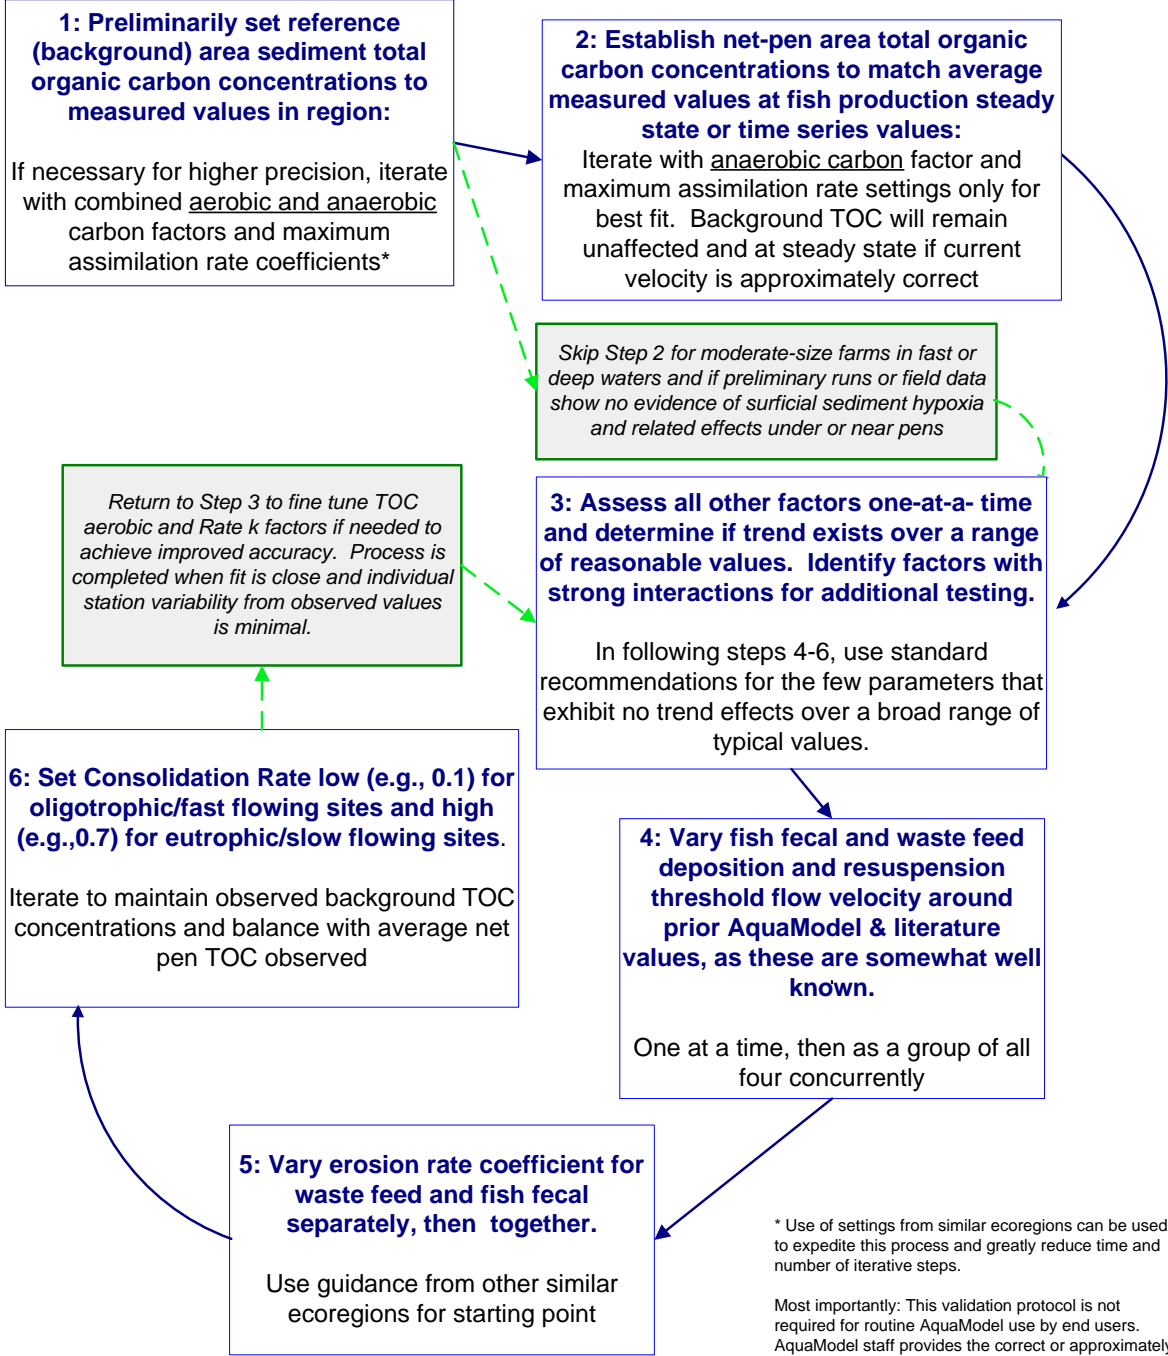 1: Preliminarily set reference
(background) area sediment total
organic carbon concentrations to
measured values in region:
If necessary for higher precision, iterate
with combined aerobic and anaerobic
carbon factors and maximum
assimilation rate coefficients*
2: Establish net-pen area total organic
carbon concentrations to match average
measured values at fish production steady
state or time series values:
Iterate with anaerobic carbon factor and
maximum assimilation rate settings only for
best fit.  Background TOC will remain
unaffected and at steady state if current
velocity is approximately correct
Skip Step 2 for moderate-size farms in fast or
deep waters and if preliminary runs or field data
show no evidence of surficial sediment hypoxia
and related effects under or near pens
3: Assess all other factors one-at-a- time
and determine if trend exists over a range
of reasonable values.  Identify factors with
strong interactions for additional testing.
In following steps 4-6, use standard
recommendations for the few parameters that
exhibit no trend effects over a broad range of
typical values.
4: Vary fish fecal and waste feed
deposition and resuspension
threshold flow velocity around
prior AquaModel & literature
values, as these are somewhat well
known.
One at a time, then as a group of all
four concurrently
5: Vary erosion rate coefficient for
waste feed and fish fecal
separately, then  together.
Use guidance from other similar
ecoregions for starting point
6: Set Consolidation Rate low (e.g., 0.1) for
oligotrophic/fast flowing sites and high
(e.g.,0.7) for eutrophic/slow flowing sites.
Iterate to maintain observed background TOC
concentrations and balance with average net
pen TOC observed
Return to Step 3 to fine tune TOC
aerobic and Rate k factors if needed to
achieve improved accuracy.  Process is
completed when fit is close and individual
station variability from observed values
is minimal.
* Use of settings from similar ecoregions can be used
to expedite this process and greatly reduce time and
number of iterative steps.
Most importantly: This validation protocol is not
required for routine AquaModel use by end users.
AquaModel staff provides the correct or approximately